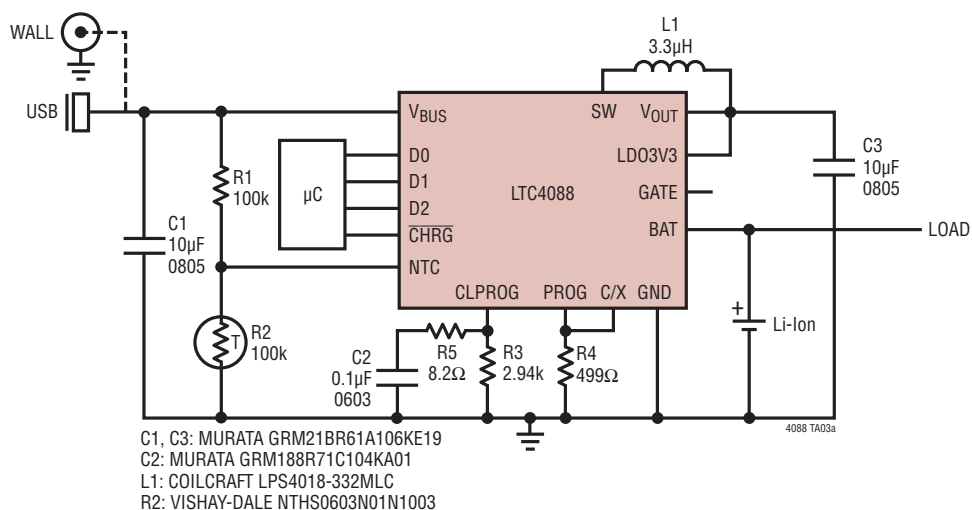 L1
3.3µH
WALL
USB
VBUS
SW
VOUT
D0
D1
D2
CHRG
NTC
LDO3V3
GATE
BAT
LTC4088
CLPROG
PROG
C/X
GND
µC
R1
100k
C1
10µF
0805
C3
10µF
0805
LOAD
T
R2
100k
C2
0.1µF
0603
R5
8.2Ω
R3
2.94k
R4
499Ω
+
Li-Ion
4088 TA03a
C1, C3: MURATA GRM21BR61A106KE19
C2: MURATA GRM188R71C104KA01
L1: COILCRAFT LPS4018-332MLC
R2: VISHAY-DALE NTHS0603N01N1003